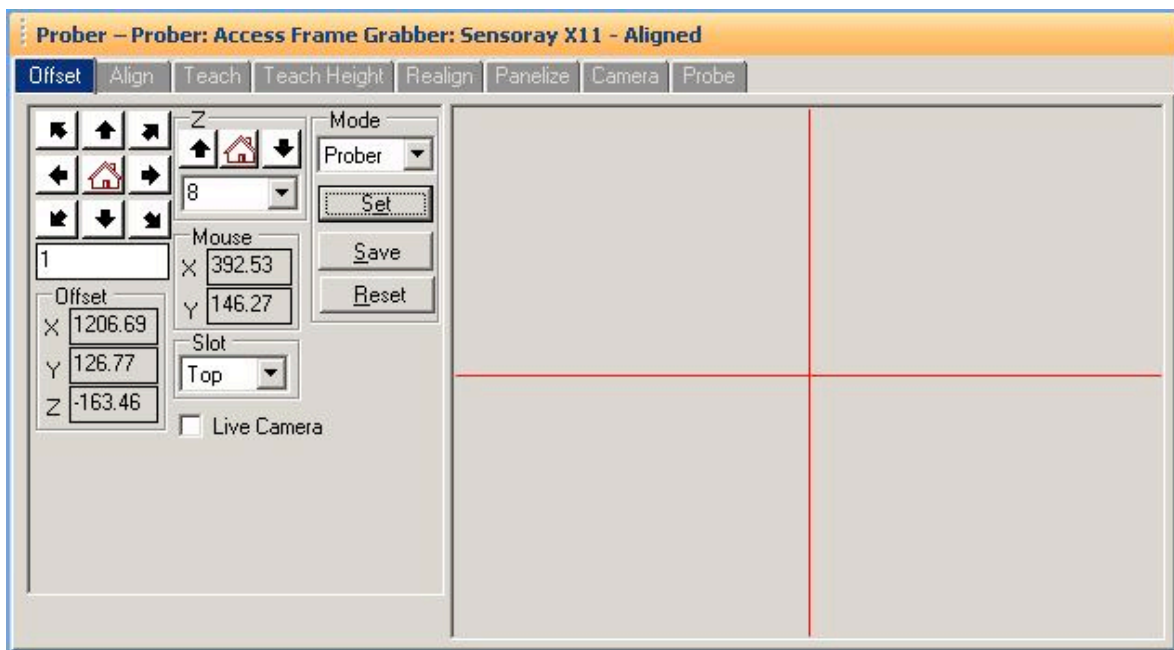 Prober – Prober: Access Frame Grabber: Sensoray X11 - Aligned
Offset Align Teach Teach Height Realign Panelize Camera Probe
Z
8
1
Offset
X 1206.69
Y 126.77
Z -163.46
Mouse
X 392.53
Y 146.27
Slot
Top
Live Camera
Mode
Prober
Set
Save
Reset